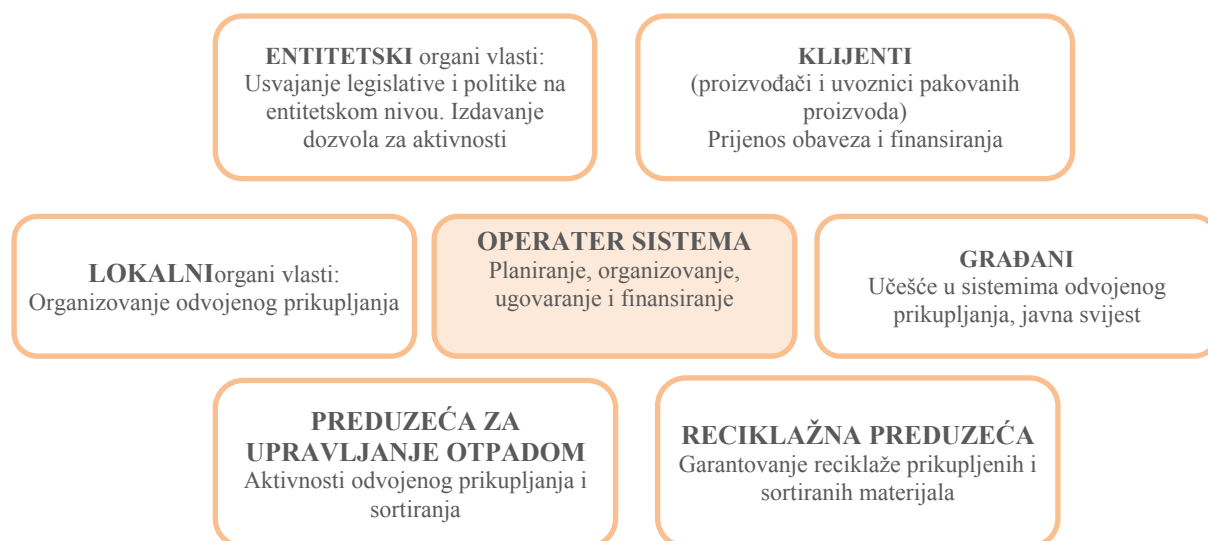 ENTITETSKI organi vlasti:
Usvajanje legislative i politike na
entitetskom nivou. Izdavanje
dozvola za aktivnosti
KLIJENTI
(proizvođači i uvoznici pakovanih
proizvoda)
Prijenos obaveza i finansiranja
LOKALNIorgani vlasti:
Organizovanje odvojenog prikupljanja
OPERATER SISTEMA
Planiranje, organizovanje,
ugovaranje i finansiranje
GRAĐANI
Učešće u sistemima odvojenog
prikupljanja, javna svijest
PREDUZEĆA ZA
UPRAVLJANJE OTPADOM
Aktivnosti odvojenog prikupljanja i
sortiranja
RECIKLAŽNA PREDUZEĆA
Garantovanje reciklaže prikupljenih i
sortiranih materijala